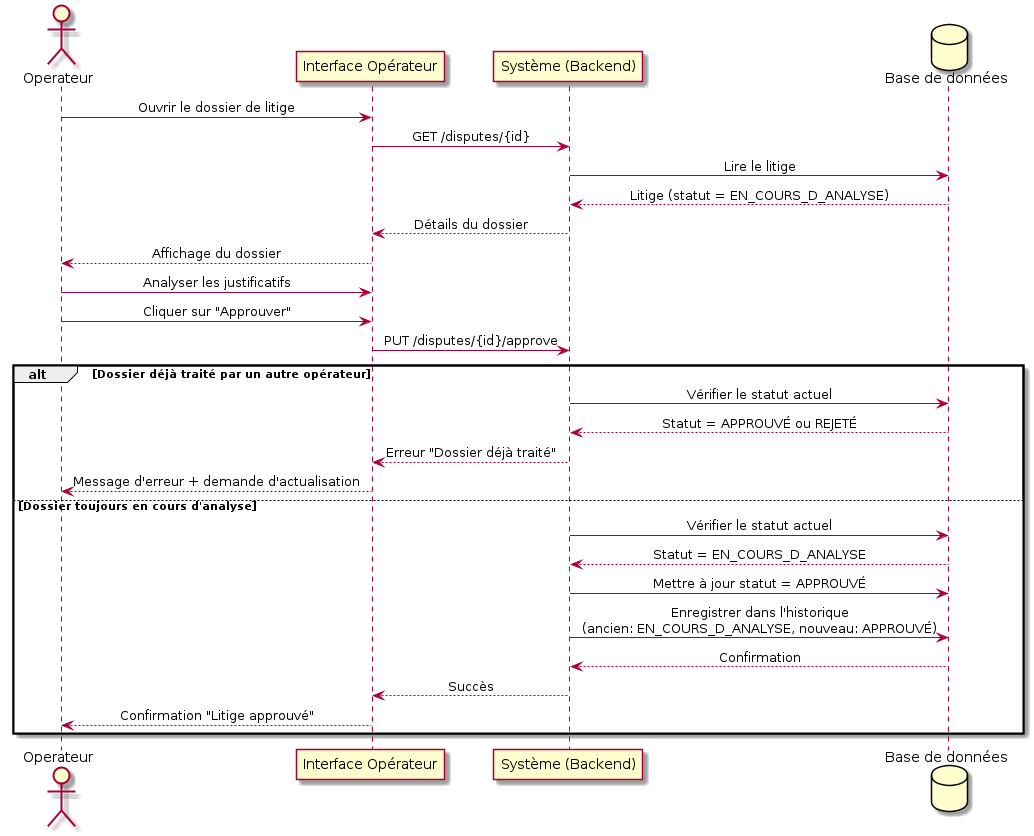 Operateur
Interface Opérateur
Système (Backend)
Base de données
Ouvrir le dossier de litige
GET /disputes/{id}
Lire le litige
Litige (statut = EN_COURS_D_ANALYSE)
Détails du dossier
Affichage du dossier
Analyser les justificatifs
Cliquer sur "Approuver"
PUT /disputes/{id}/approve
alt
[Dossier déjà traité par un autre opérateur]
Vérifier le statut actuel
Statut = APPROUVÉ ou REJETÉ
Erreur "Dossier déjà traité"
Message d'erreur + demande d'actualisation
[Dossier toujours en cours d'analyse]
Vérifier le statut actuel
Statut = EN_COURS_D_ANALYSE
Mettre à jour statut = APPROUVÉ
Enregistrer dans l'historique
(ancien: EN_COURS_D_ANALYSE, nouveau: APPROUVÉ)
Confirmation
Succès
Confirmation "Litige approuvé"
Operateur
Interface Opérateur
Système (Backend)
Base de données